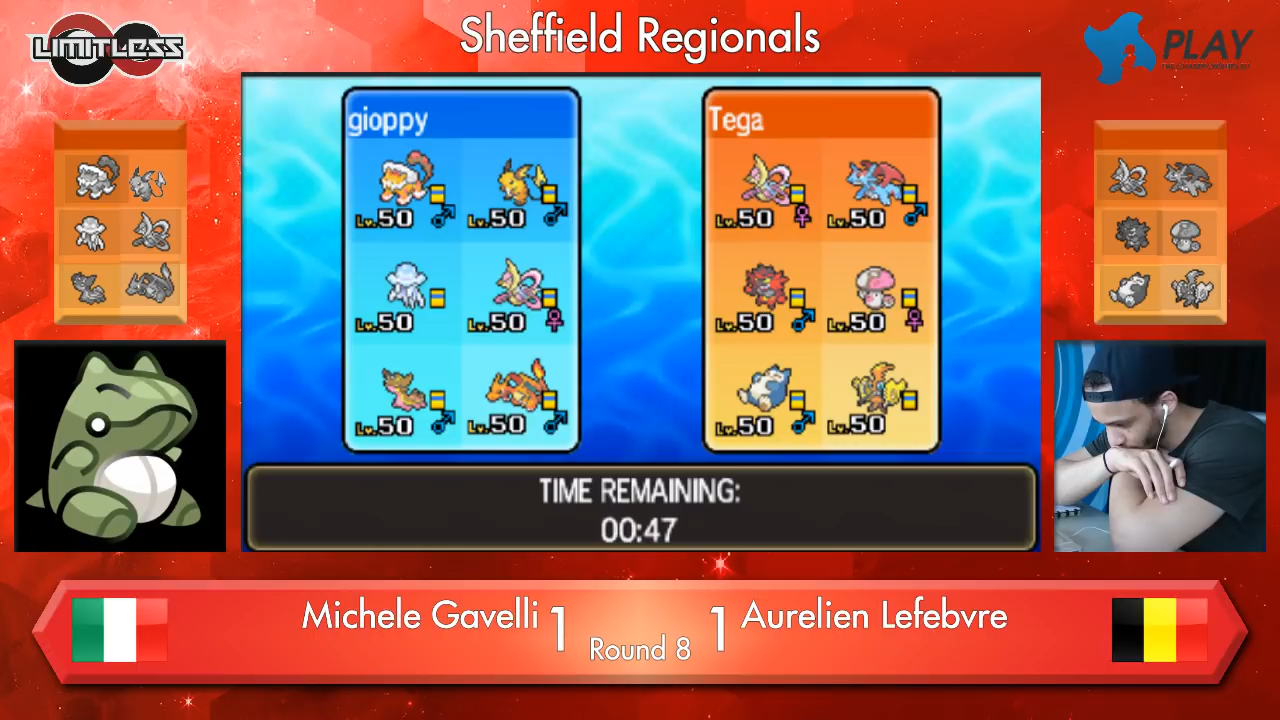 Sheffield Regionals
LIMITLESS
PLAY
gioppy
Tega
Lv.50 Lv.50
Lv.50 Lv.50
Lv.50 Lv.50
Lv.50 Lv.50
Lv.50 Lv.50
Lv.50 Lv.50
TIME REMAINING:
00:47
Michele Gavelli 1
1 Aurelien Lefebvre
Round 8